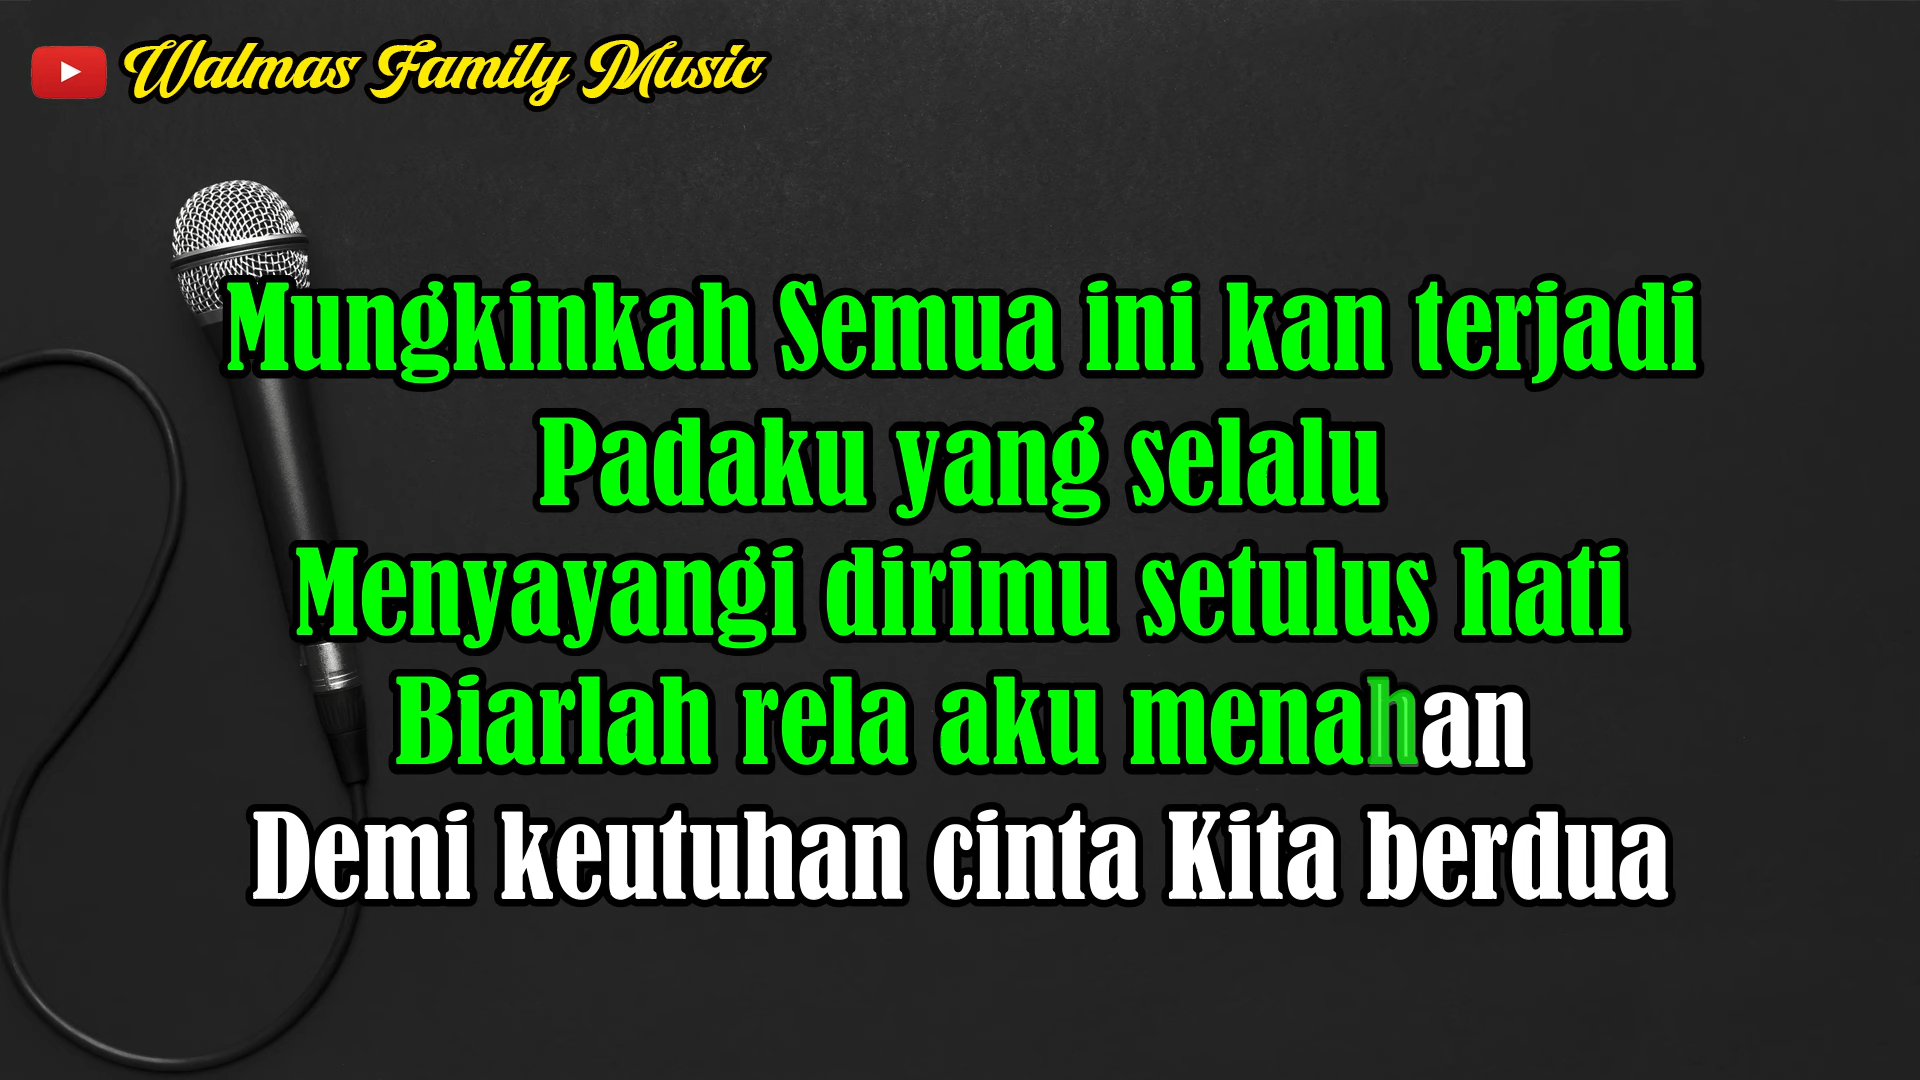 Walmas Family Music
Mungkinkah Semua ini kan terjadi
Padaku yang selalu
Menyayangi dirimu setulus hati
Biarlah rela aku menahan
Demi keutuhan cinta Kita berdua